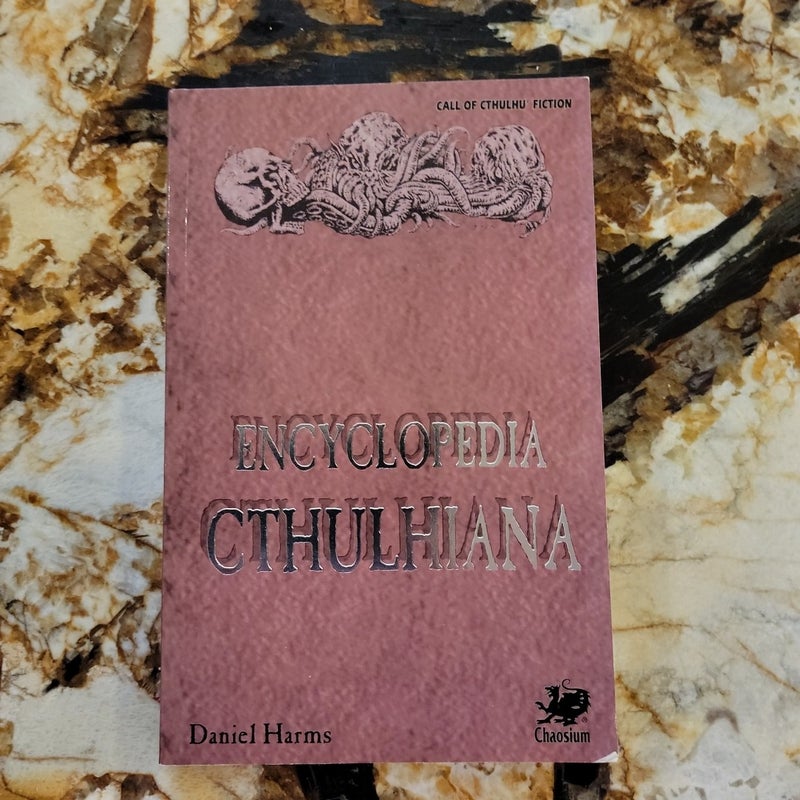 CALL OF CTHULHU® FICTION
ENCYCLOPEDIA
CTHULHIANA
Daniel Harms
®
Chaosium